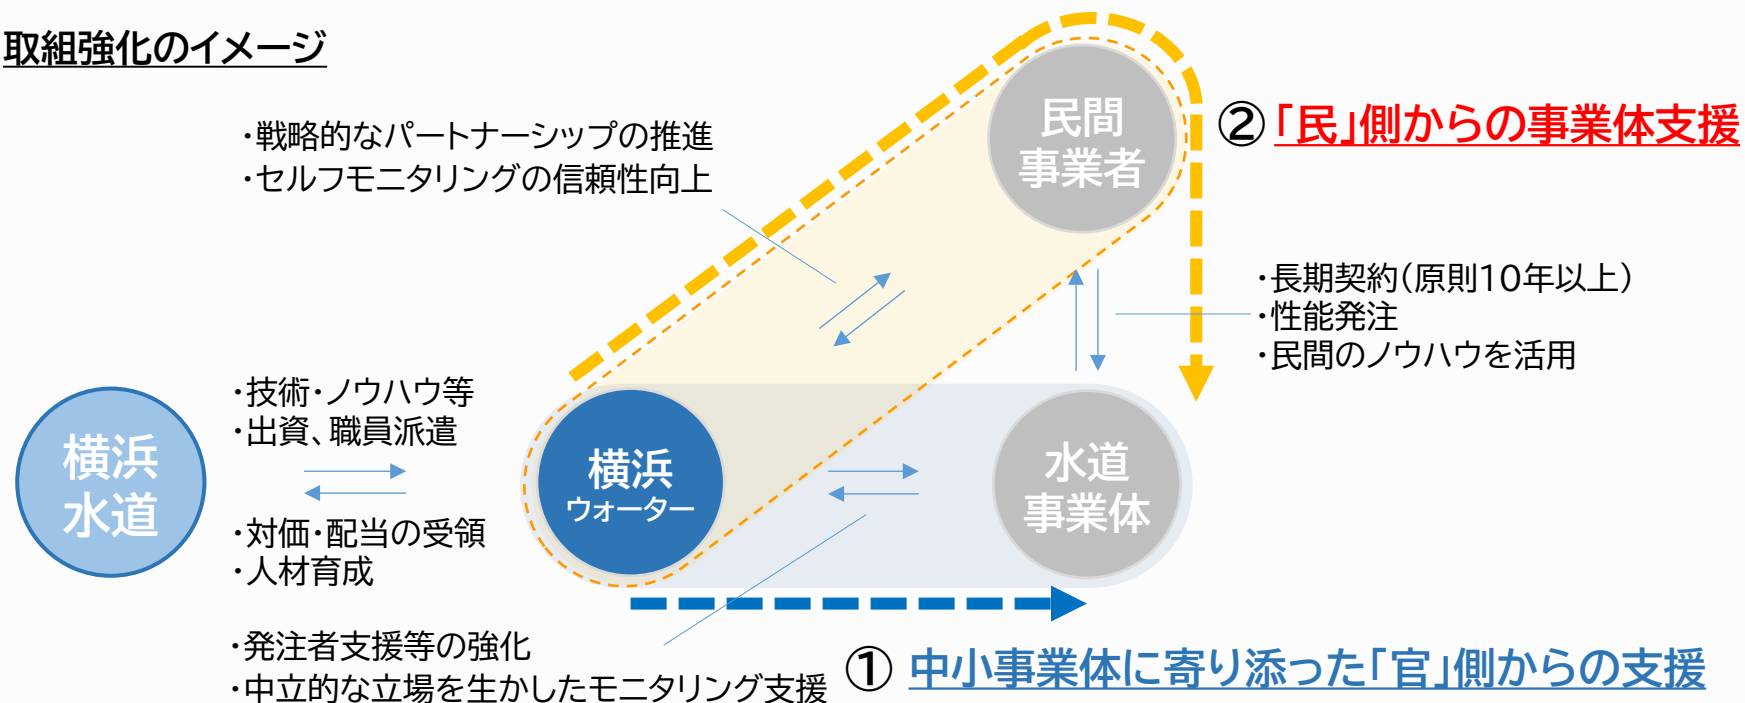 取組強化のイメージ
・戦略的なパートナーシップの推進
・セルフモニタリングの信頼性向上
民間
事業者
②「民」側からの事業体支援
・長期契約（原則10年以上）
・性能発注
・民間のノウハウを活用
横浜
水道
・技術・ノウハウ等
・出資、職員派遣
・対価・配当の受領
・人材育成
横浜
ウォーター
水道
事業体
・発注者支援等の強化
・中立的な立場を生かしたモニタリング支援
① 中小事業体に寄り添った「官」側からの支援